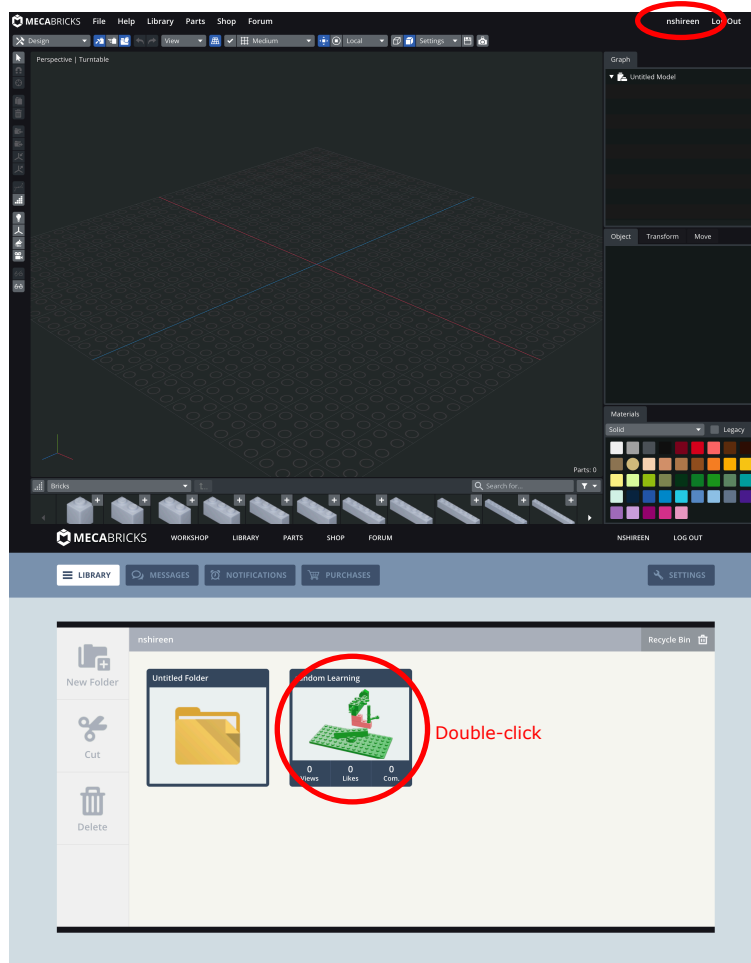 MECABRICKS File Help Library Parts Shop Forum nshireen Log Out
Design View Medium Local Settings
Perspective | Turntable
Graph
Untitled Model
Object Transform Move
Materials
Solid Legacy
Parts: 0
Bricks Search for...
MECABRICKS WORKSHOP LIBRARY PARTS SHOP FORUM NSHIREEN LOG OUT
LIBRARY MESSAGES NOTIFICATIONS PURCHASES SETTINGS
nshireen Recycle Bin
New Folder
Cut
Delete
Untitled Folder
Random Learning
0 0 0
Views Likes Com.
Double-click